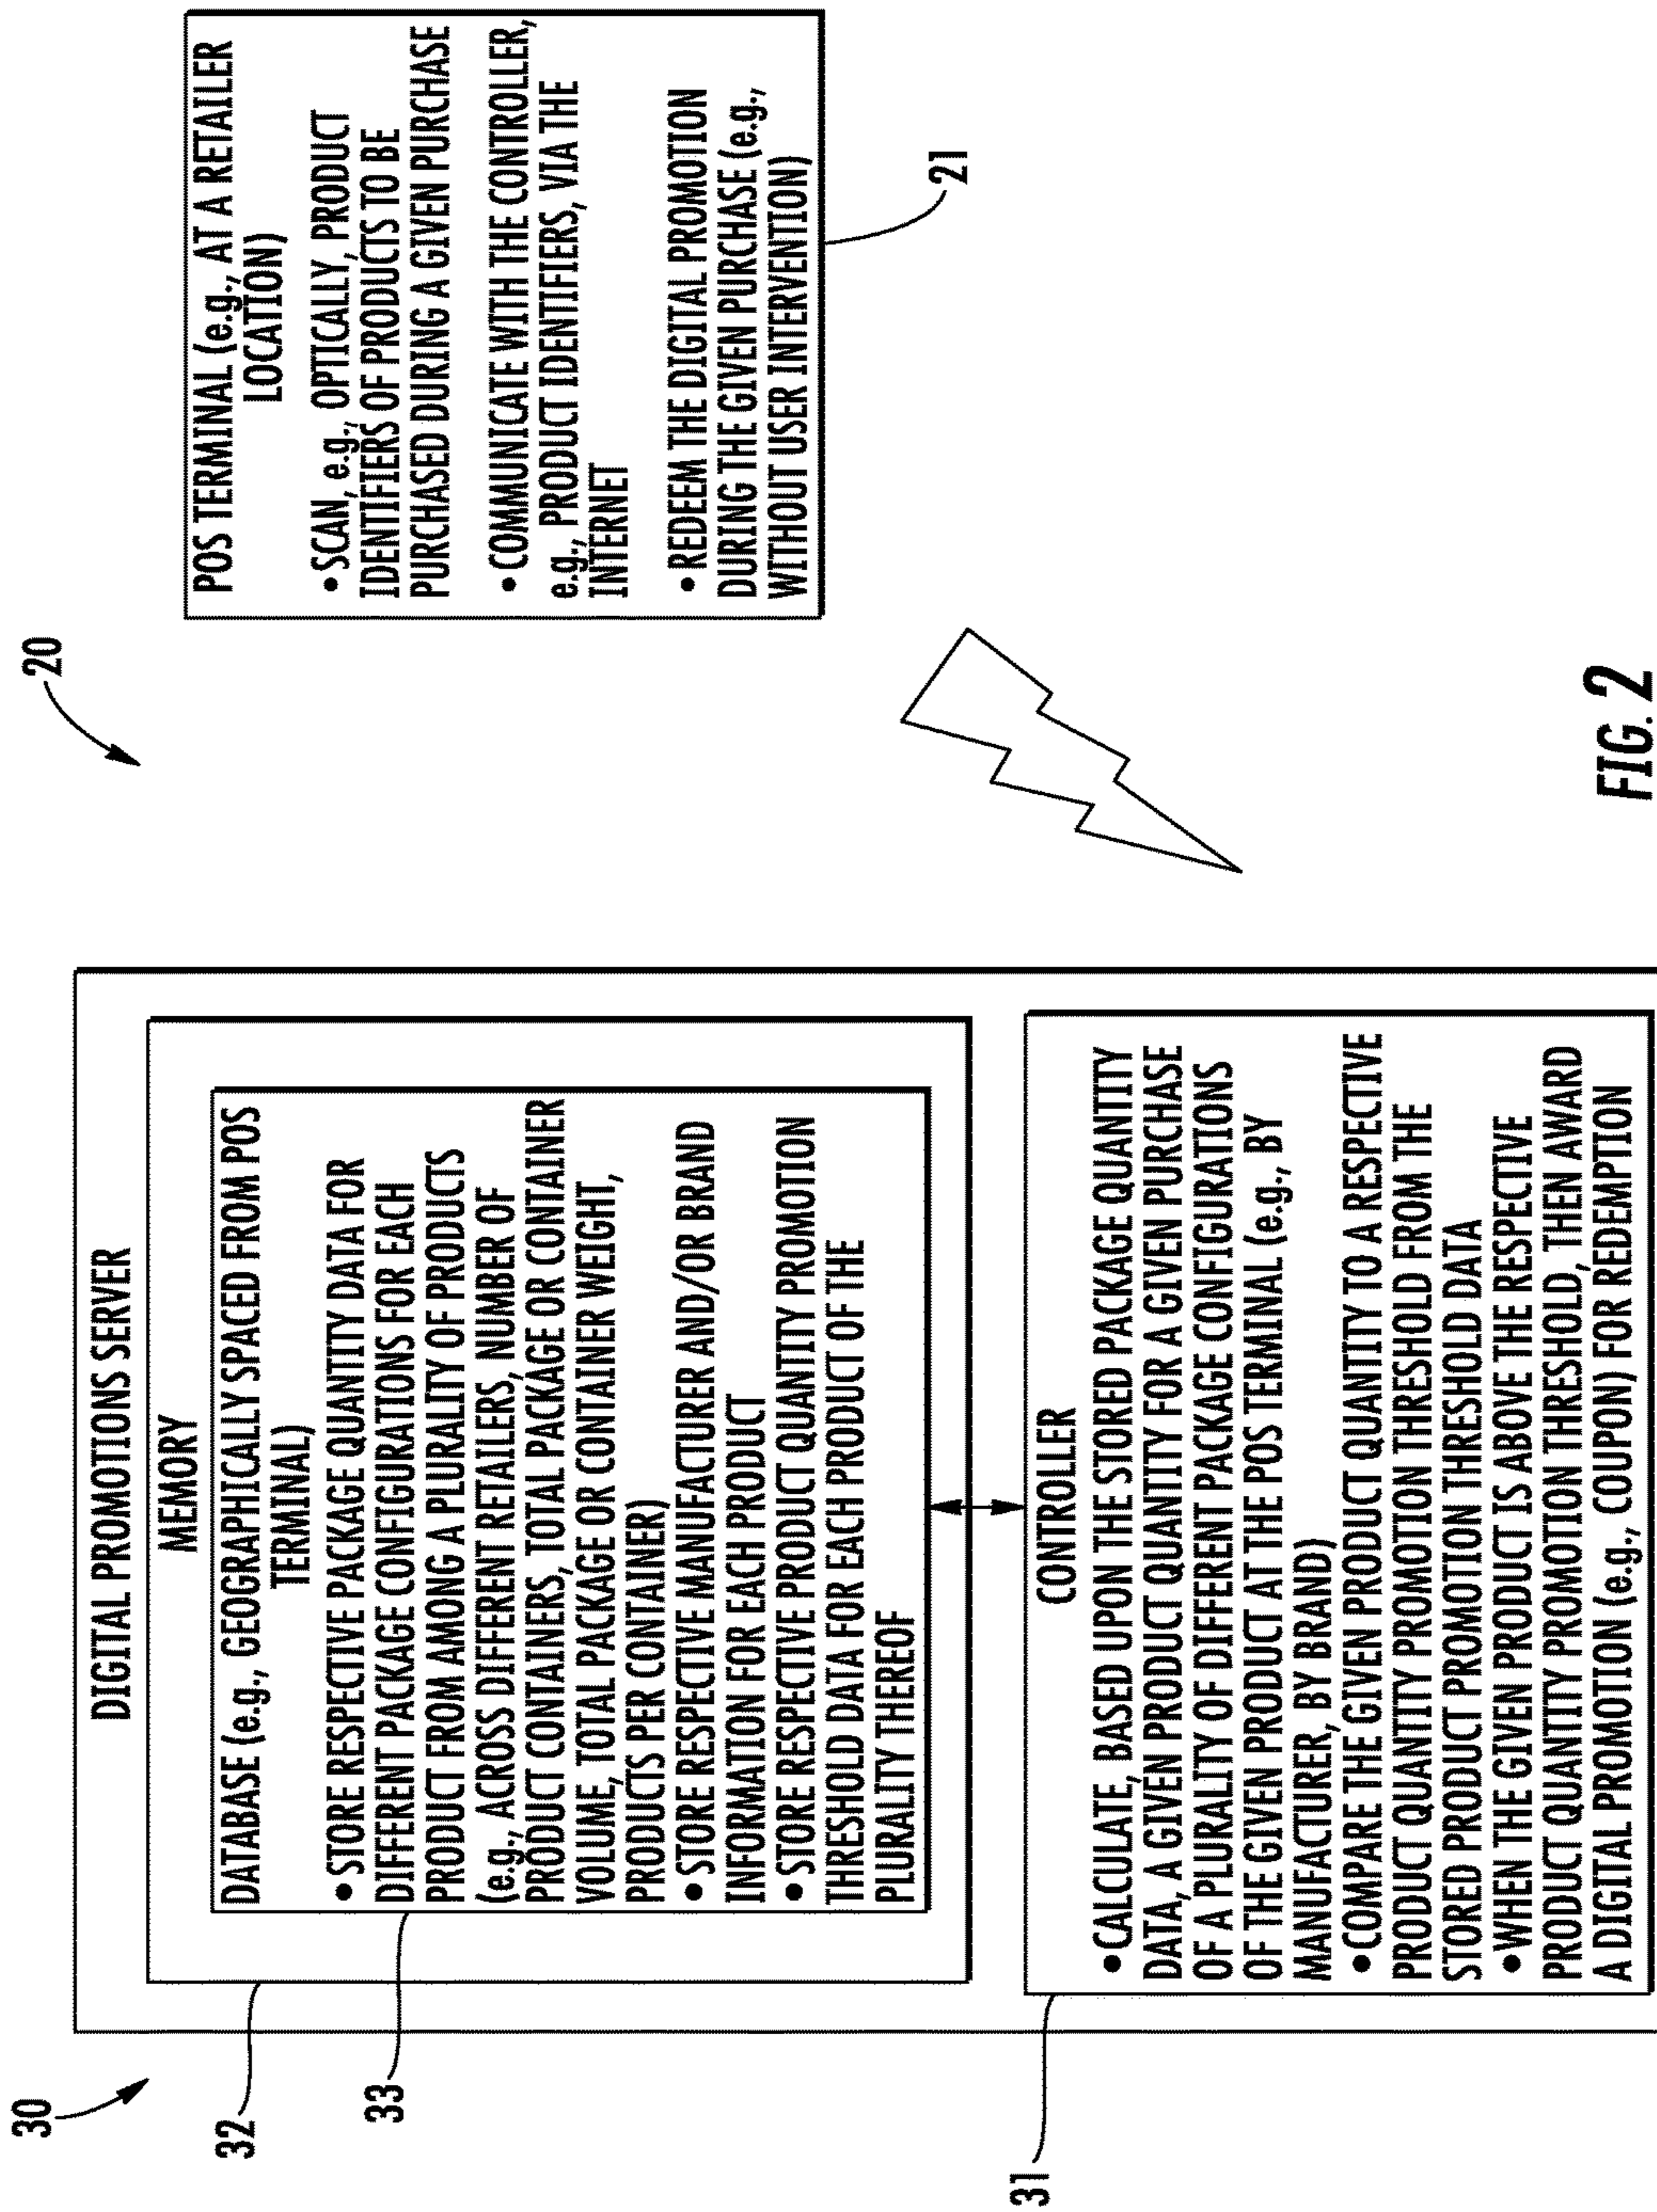 20
30
DIGITAL PROMOTIONS SERVER
MEMORY
32
DATABASE (e.g., GEOGRAPHICALLY SPACED FROM POS
TERMINAL)
• STORE RESPECTIVE PACKAGE QUANTITY DATA FOR
DIFFERENT PACKAGE CONFIGURATIONS FOR EACH
PRODUCT FROM AMONG A PLURALITY OF PRODUCTS
(e.g., ACROSS DIFFERENT RETAILERS, NUMBER OF
PRODUCT CONTAINERS, TOTAL PACKAGE OR CONTAINER
VOLUME, TOTAL PACKAGE OR CONTAINER WEIGHT,
PRODUCTS PER CONTAINER)
• STORE RESPECTIVE MANUFACTURER AND/OR BRAND
INFORMATION FOR EACH PRODUCT
• STORE RESPECTIVE PRODUCT QUANTITY PROMOTION
THRESHOLD DATA FOR EACH PRODUCT OF THE
PLURALITY THEREOF
33
CONTROLLER
• CALCULATE, BASED UPON THE STORED PACKAGE QUANTITY
DATA, A GIVEN PRODUCT QUANTITY FOR A GIVEN PURCHASE
OF A PLURALITY OF DIFFERENT PACKAGE CONFIGURATIONS
OF THE GIVEN PRODUCT AT THE POS TERMINAL (e.g., BY
MANUFACTURER, BY BRAND)
• COMPARE THE GIVEN PRODUCT QUANTITY TO A RESPECTIVE
PRODUCT QUANTITY PROMOTION THRESHOLD FROM THE
STORED PRODUCT PROMOTION THRESHOLD DATA
• WHEN THE GIVEN PRODUCT IS ABOVE THE RESPECTIVE
PRODUCT QUANTITY PROMOTION THRESHOLD, THEN AWARD
A DIGITAL PROMOTION (e.g., COUPON) FOR REDEMPTION
31
POS TERMINAL (e.g., AT A RETAILER
LOCATION)
• SCAN, e.g., OPTICALLY, PRODUCT
IDENTIFIERS OF PRODUCTS TO BE
PURCHASED DURING A GIVEN PURCHASE
• COMMUNICATE WITH THE CONTROLLER,
e.g., PRODUCT IDENTIFIERS, VIA THE
INTERNET
• REDEEM THE DIGITAL PROMOTION
DURING THE GIVEN PURCHASE (e.g.,
WITHOUT USER INTERVENTION)
21
FIG. 2